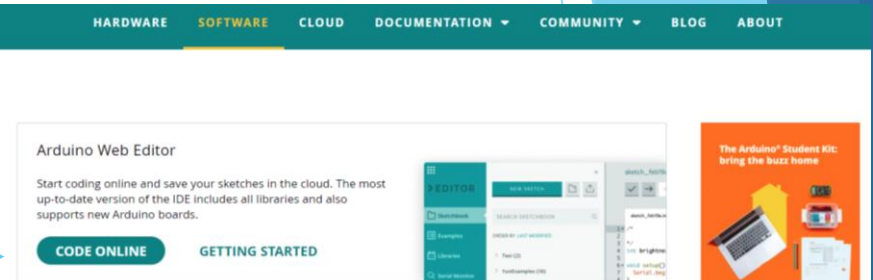 HARDWARE SOFTWARE CLOUD DOCUMENTATION COMMUNITY BLOG ABOUT
Arduino Web Editor
Start coding online and save your sketches in the cloud. The most
up-to-date version of the IDE includes all libraries and also
supports new Arduino boards.
CODE ONLINE GETTING STARTED
EDITOR
NEW SKETCH
Sketchbook
SEARCH SKETCHBOOK
Examples
ORDER BY LAST MODIFIED
Libraries
Serial Monitor
The Arduino® Student Kit:
bring the buzz home